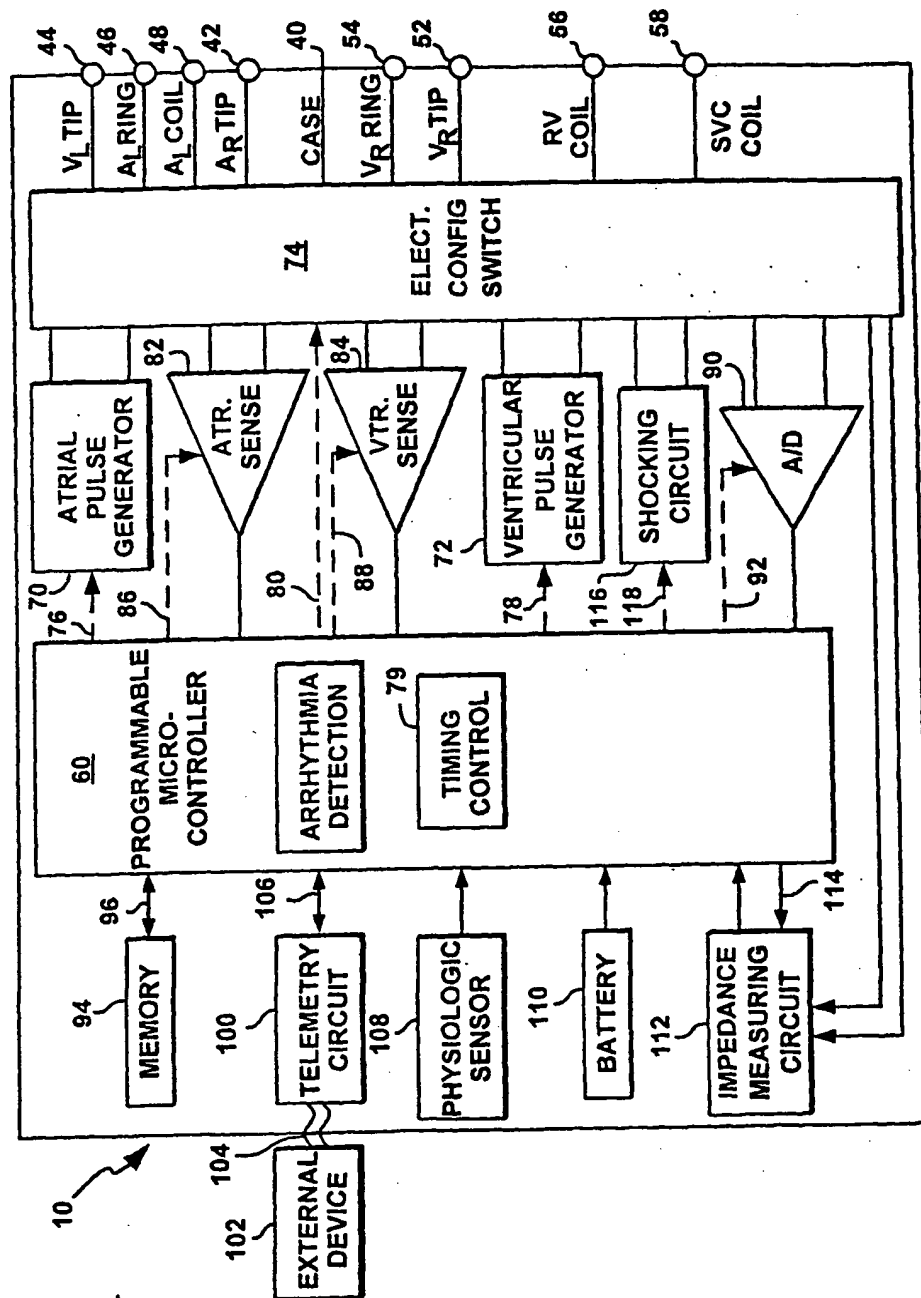 10
102
EXTERNAL
DEVICE
104
94
MEMORY
96
100
TELEMETRY
CIRCUIT
106
108
PHYSIOLOGIC
SENSOR
110
BATTERY
112
IMPEDANCE
MEASURING
CIRCUIT
114
60
PROGRAMMABLE
MICRO-
CONTROLLER
ARRHYTHMIA
DETECTION
79
TIMING
CONTROL
76
70
ATRIAL
PULSE
GENERATOR
86
82
ATR.
SENSE
80
88
84
VTR.
SENSE
78
72
VENTRICULAR
PULSE
GENERATOR
116
118
SHOCKING
CIRCUIT
92
90
A/D
74
ELECT.
CONFIG
SWITCH
VL TIP
44
AL RING
46
AL COIL
48
AR TIP
42
CASE
40
VR RING
54
VR TIP
52
RV
COIL
56
SVC
COIL
58